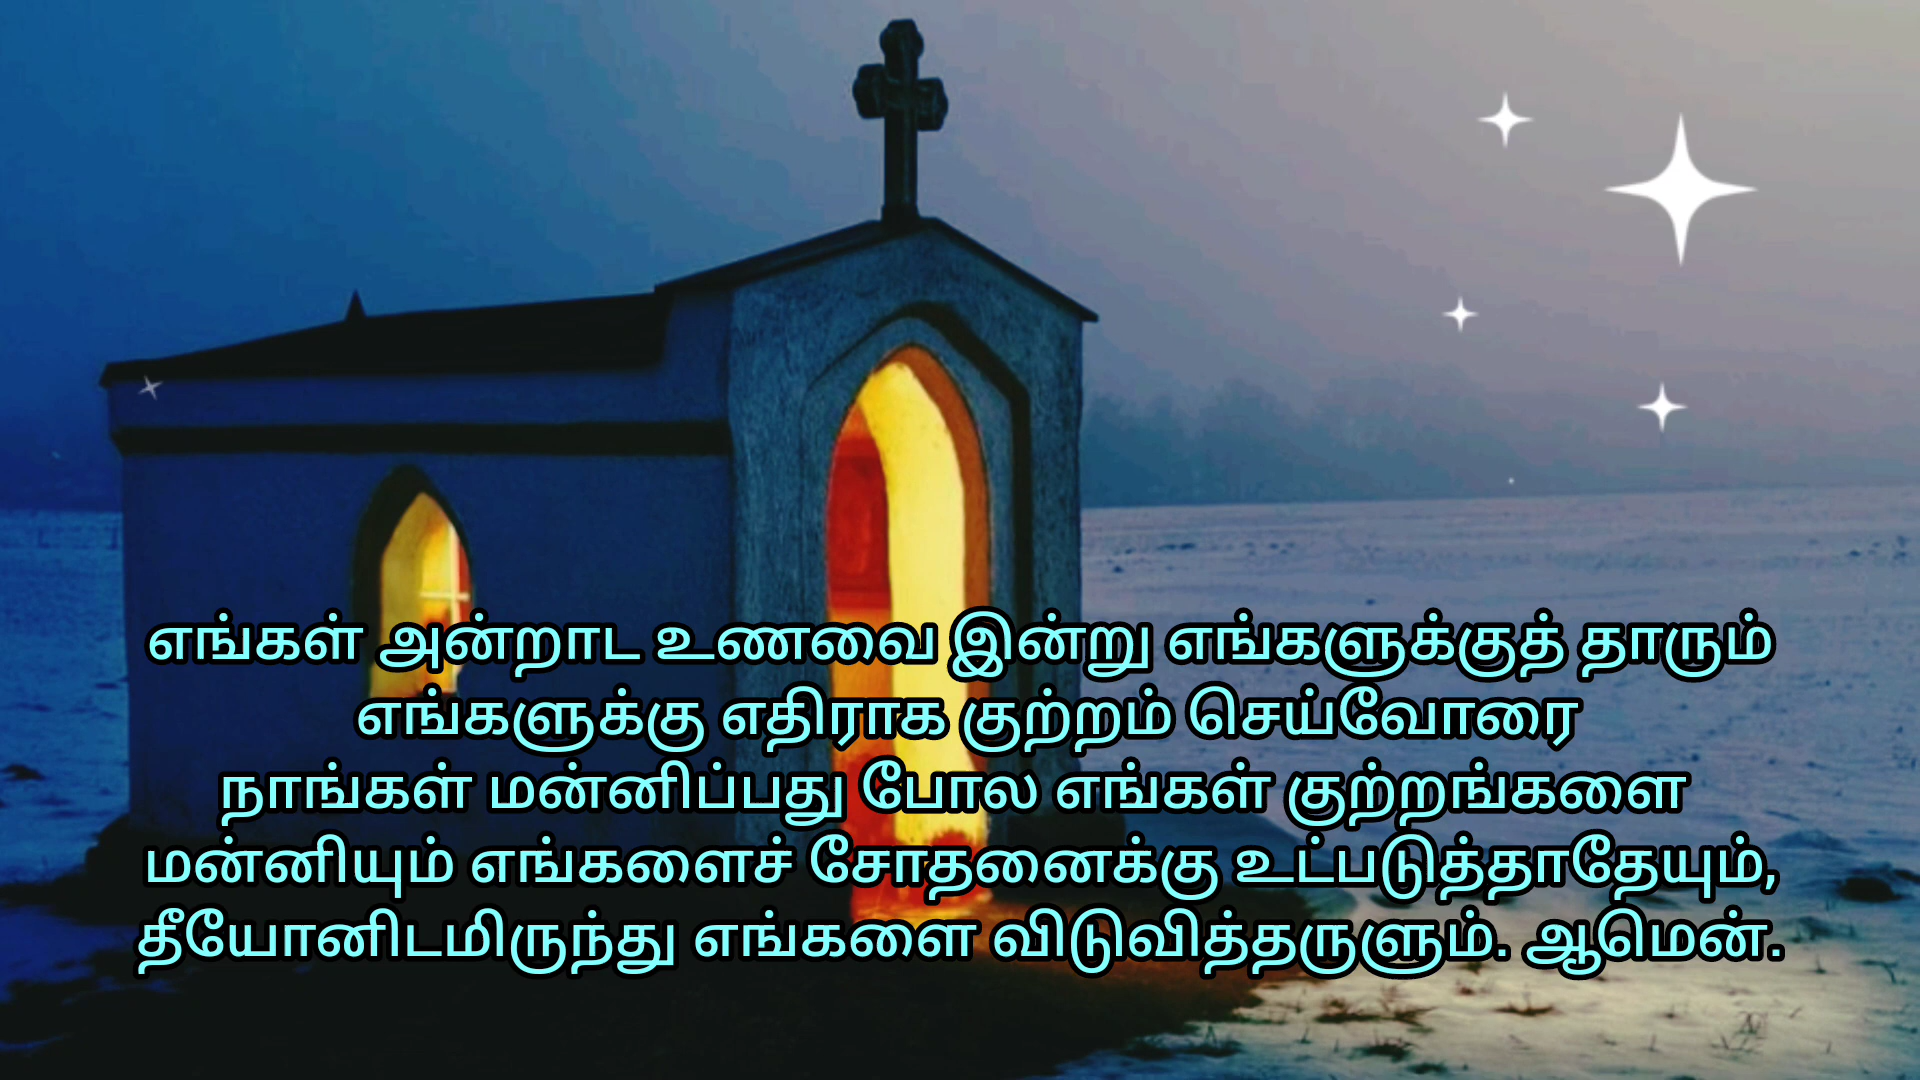 எங்கள் அன்றாட உணவை இன்று எங்களுக்குத் தாரும்
எங்களுக்கு எதிராக குற்றம் செய்வோரை
நாங்கள் மன்னிப்பது போல எங்கள் குற்றங்களை
மன்னியும் எங்களைச் சோதனைக்கு உட்படுத்தாதேயும்,
தீயோனிடமிருந்து எங்களை விடுவித்தருளும். ஆமென்.